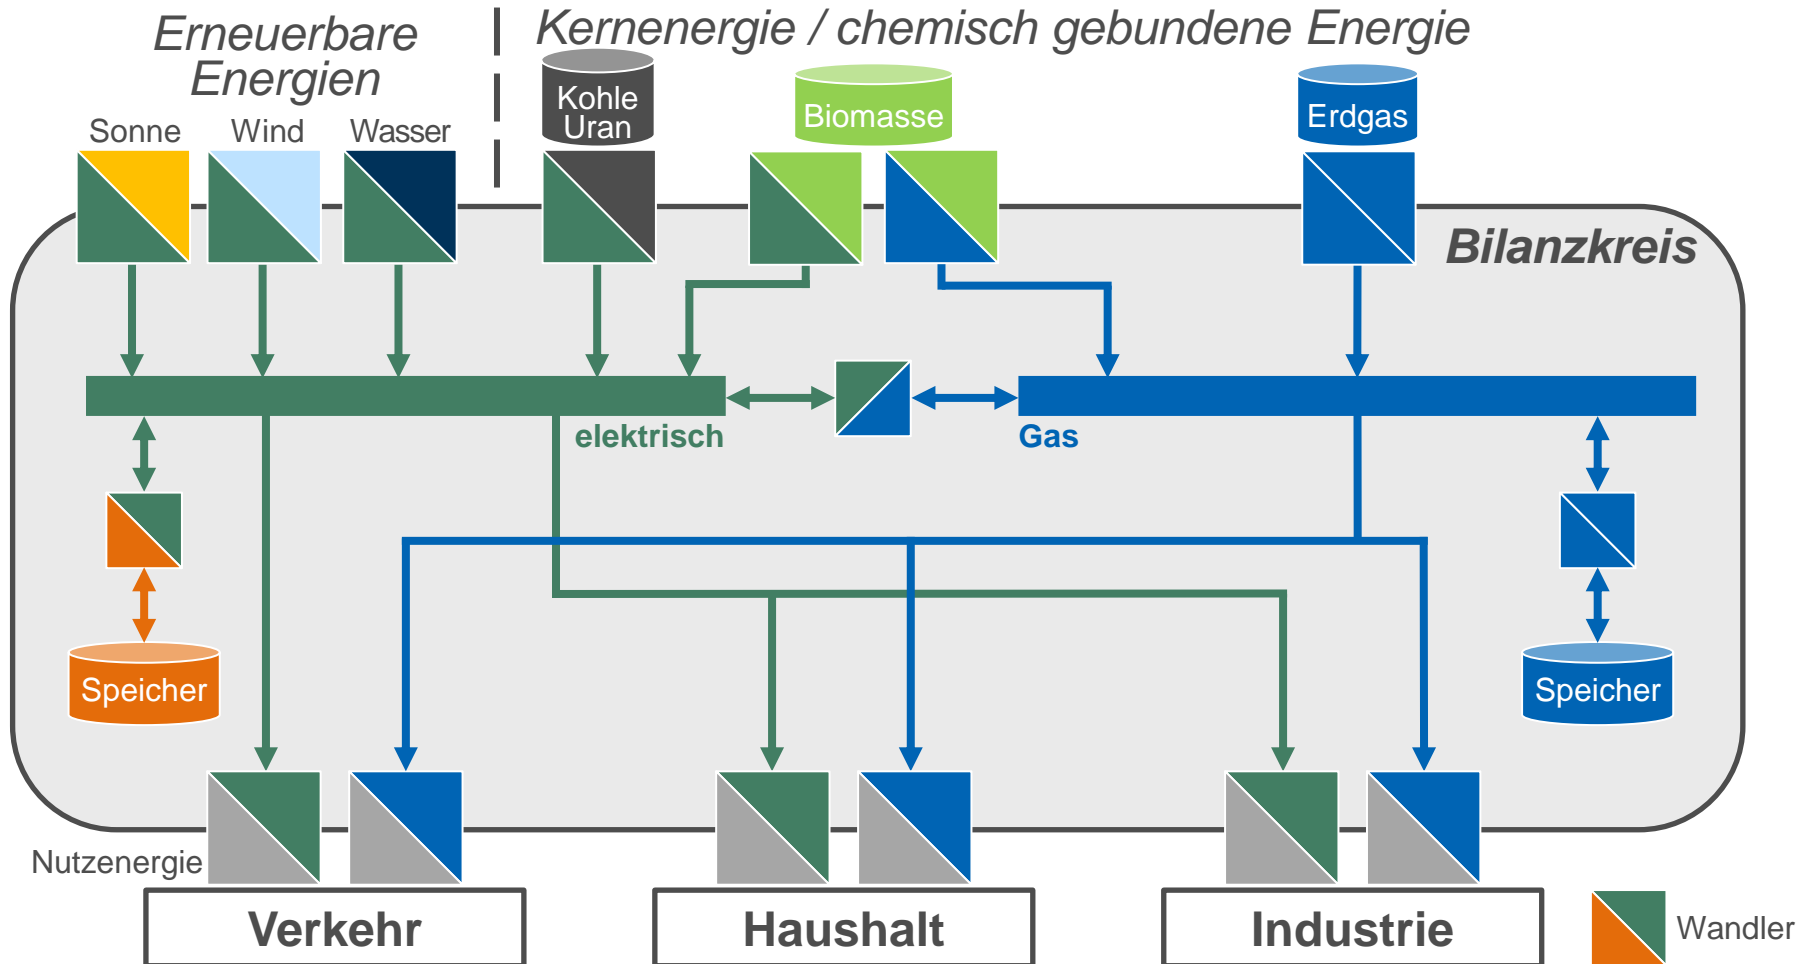 Erneuerbare
Energien
Kernenergie / chemisch gebundene Energie
Sonne
Wind
Wasser
Kohle
Uran
Biomasse
Erdgas
Bilanzkreis
elektrisch
Gas
Speicher
Speicher
Nutzenergie
Verkehr
Haushalt
Industrie
Wandler